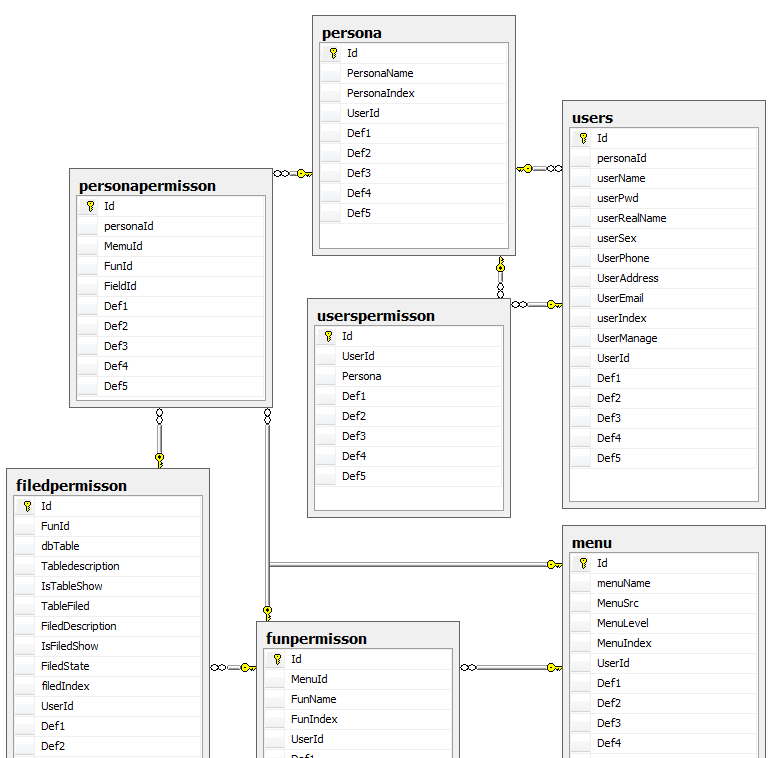 persona
Id
PersonaName
PersonaIndex
UserId
Def1
Def2
Def3
Def4
Def5
users
Id
personaId
userName
userPwd
userRealName
userSex
UserPhone
UserAddress
UserEmail
userIndex
UserManage
UserId
Def1
Def2
Def3
Def4
Def5
personapermisson
Id
personaId
MemuId
FunId
FieldId
Def1
Def2
Def3
Def4
Def5
userspermisson
Id
UserId
Persona
Def1
Def2
Def3
Def4
Def5
filedpermisson
Id
FunId
dbTable
Tabledescription
IsTableShow
TableFiled
FiledDescription
IsFiledShow
FiledState
filedIndex
UserId
Def1
Def2
funpermisson
Id
MenuId
FunName
FunIndex
UserId
Def1
menu
Id
menuName
MenuSrc
MenuLevel
MenuIndex
UserId
Def1
Def2
Def3
Def4